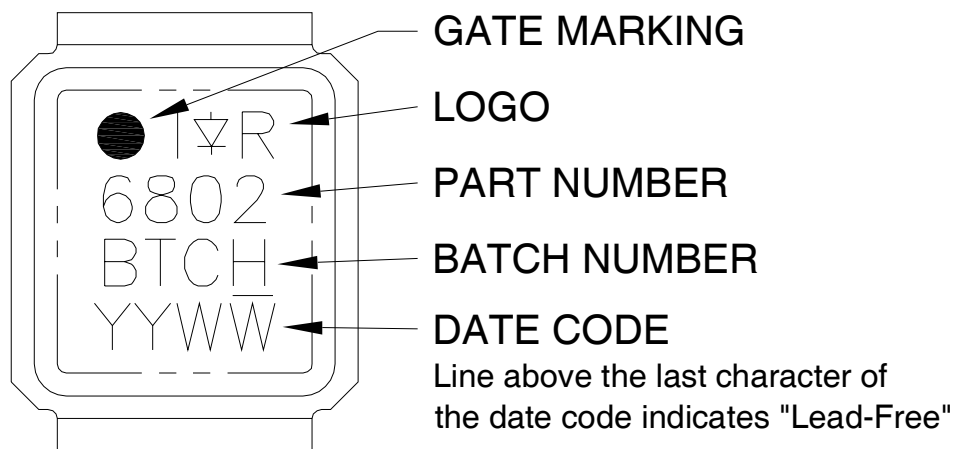 GATE MARKING
I R
LOGO
6802
PART NUMBER
BTCH
BATCH NUMBER
YYWW̅
DATE CODE
Line above the last character of
the date code indicates "Lead-Free"